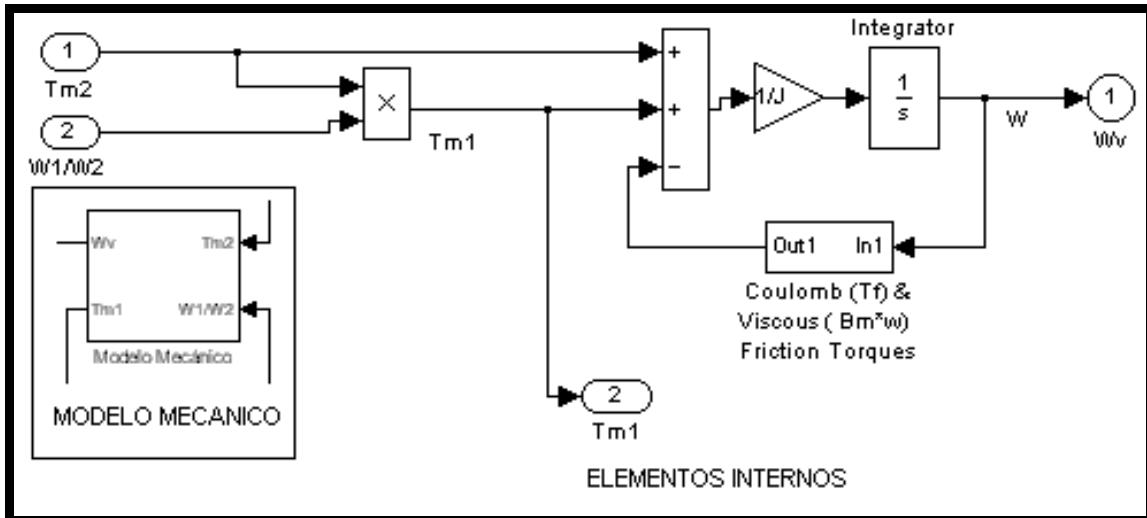 Integrator
1
Tm2
+
2
W1/W2
×
Tm1
+
−
1/J
1
s
W
1
Wv
Wv
Tm2
Tm1
W1/W2
Modelo Mecánico
MODELO MECANICO
Out1
In1
Coulomb (Tf) &
Viscous ( Bm*w)
Friction Torques
2
Tm1
ELEMENTOS INTERNOS